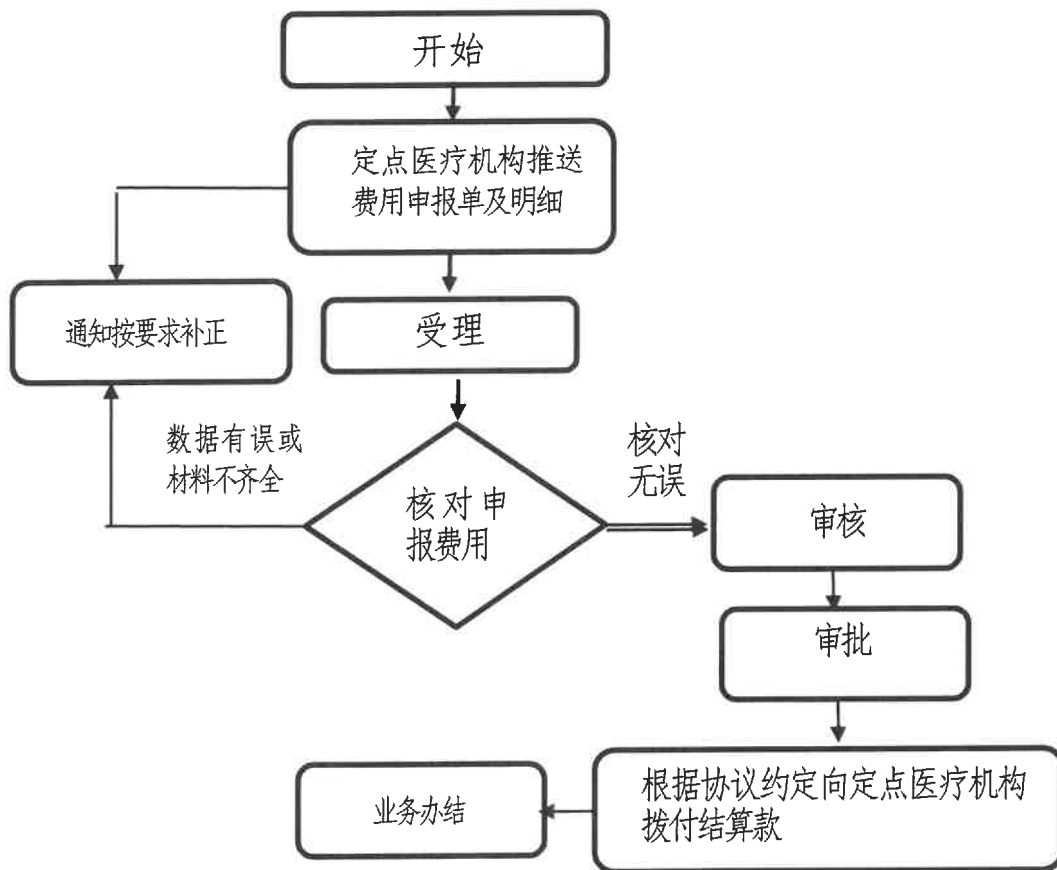 开始
定点医疗机构推送
费用申报单及明细
通知按要求补正
受理
数据有误或
材料不齐全
核对
无误
核对申
报费用
审核
审批
根据协议约定向定点医疗机构
拨付结算款
业务办结